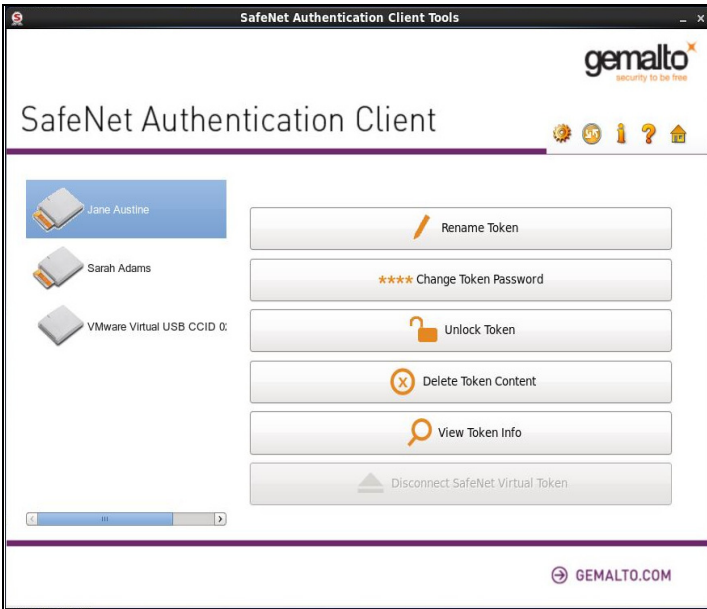 SafeNet Authentication Client Tools
gemalto
security to be free
SafeNet Authentication Client
Jane Austine
Sarah Adams
VMware Virtual USB CCID 0:
Rename Token
**** Change Token Password
Unlock Token
Delete Token Content
View Token Info
Disconnect SafeNet Virtual Token
GEMALTO.COM